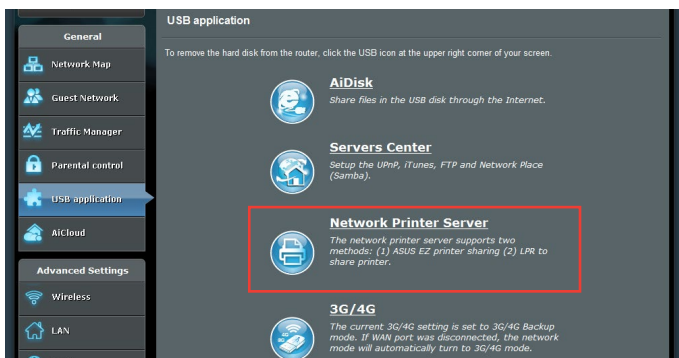 USB application
General
To remove the hard disk from the router, click the USB icon at the upper right corner of your screen.
Network Map
Guest Network
Traffic Manager
Parental control
USB application
AiCloud
Advanced Settings
Wireless
LAN
AiDisk
Share files in the USB disk through the Internet.
Servers Center
Setup the UPnP, iTunes, FTP and Network Place
(Samba).
Network Printer Server
The network printer server supports two
methods: (1) ASUS EZ printer sharing (2) LPR to
share printer.
3G/4G
The current 3G/4G setting is set to 3G/4G Backup
mode. If WAN port was disconnected, the network
mode will automatically turn to 3G/4G mode.